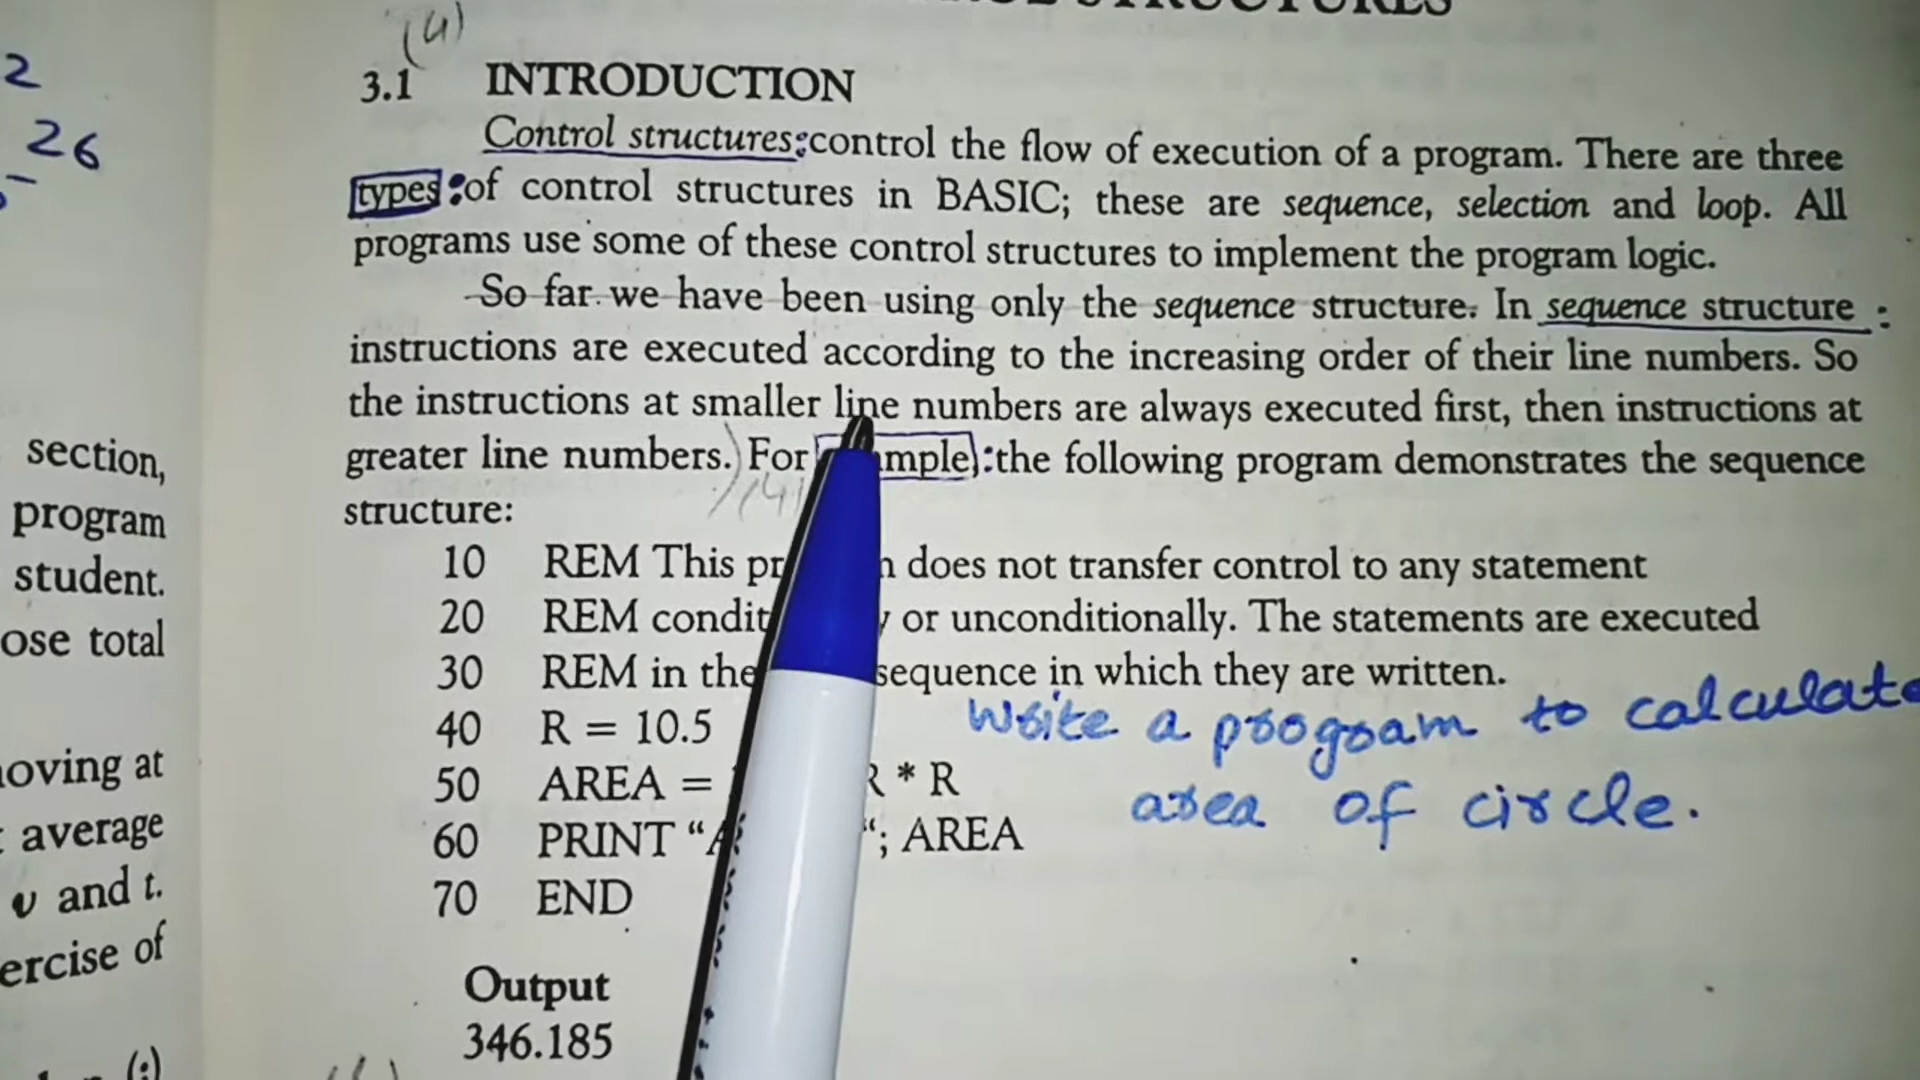 (4)
3.1 INTRODUCTION
Control structures: control the flow of execution of a program. There are three
types: of control structures in BASIC; these are sequence, selection and loop. All
programs use some of these control structures to implement the program logic.
So far we have been using only the sequence structure. In sequence structure :
instructions are executed according to the increasing order of their line numbers. So
the instructions at smaller line numbers are always executed first, then instructions at
greater line numbers.) For :the following program demonstrates the sequence
structure:
10 REM This does not transfer control to any statement
20 REM or unconditionally. The statements are executed
30 REM in the sequence in which they are written.
40 R = 10.5
50 AREA = R * R
60 PRINT “ “; AREA
70 END
Write a program to calculate
area of circle.
Output
346.185
2
26
section,
program
student.
ose total
oving at
average
v and t.
ercise of
(:)